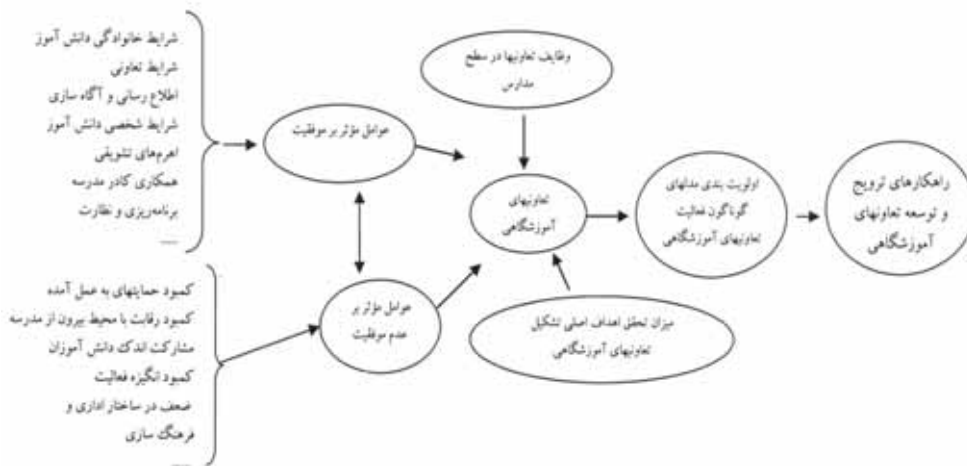 شرایط خانوادگی دانش آموز
شرایط تعاونی
اطلاع رسانی و آگاه سازی
شرایط شخصی دانش آموز
اهرم‌های تشویقی
همکاری کادر مدرسه
برنامه‌ریزی و نظارت
کمبود حمایتهای به عمل آمده
کمبود رقابت با محیط بیرون از مدرسه
مشارکت اندک دانش آموزان
کمبود انگیزه فعالیت
ضعف در ساختار اداری و
فرهنگ سازی
عوامل مؤثر بر موفقیت
عوامل مؤثر بر
عدم موفقیت
وظایف تعاونیها در سطح
مدارس
تعاونیهای
آموزشگاهی
میزان تحقق اهداف اصلی تشکیل
تعاونیهای آموزشگاهی
اولویت بندی مدلهای
گوناگون فعالیت
تعاونیهای آموزشگاهی
راهکارهای ترویج
و توسعه تعاونهای
آموزشگاهی